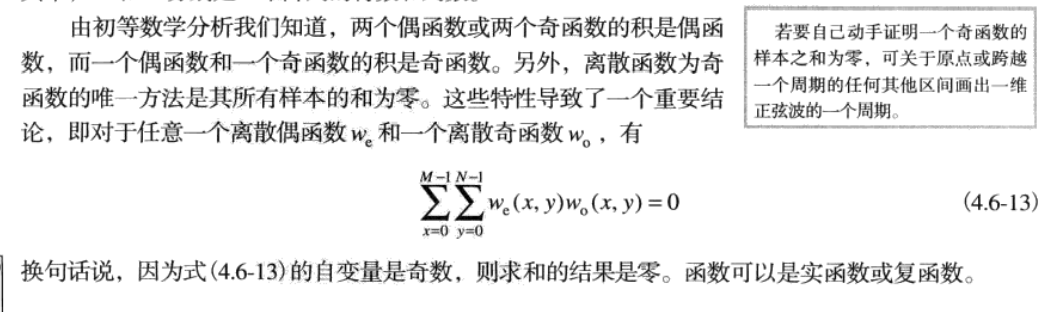 由初等数学分析我们知道，两个偶函数或两个奇函数的积是偶函
数，而一个偶函数和一个奇函数的积是奇函数。另外，离散函数为奇
函数的唯一方法是其所有样本的和为零。这些特性导致了一个重要结
论，即对于任意一个离散偶函数 wₑ 和一个离散奇函数 wₒ ，有
若要自己动手证明一个奇函数的
样本之和为零，可关于原点或跨越
一个周期的任何其他区间画出一维
正弦波的一个周期。
M−1 N−1
∑ ∑ wₑ(x, y)wₒ(x, y) = 0 (4.6-13)
x=0 y=0
换句话说，因为式(4.6-13)的自变量是奇数，则求和的结果是零。函数可以是实函数或复函数。